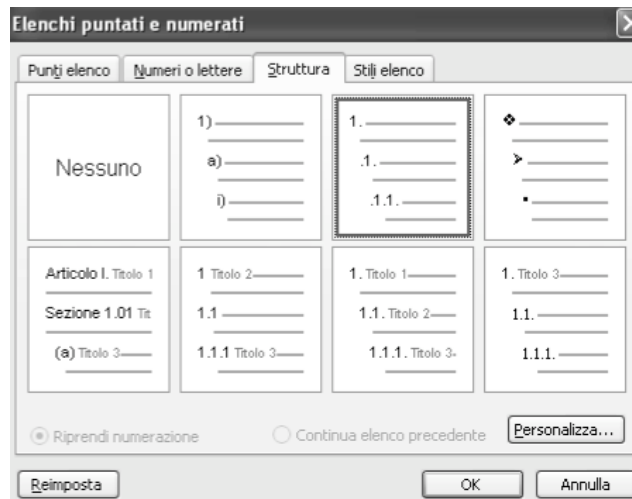 Elenchi puntati e numerati
Punti elenco Numeri o lettere Struttura Stili elenco
Nessuno
1)
a)
i)
1.
.1.
.1.1.
Articolo I. Titolo 1
Sezione 1.01 Tit
(a) Titolo 3
1 Titolo 2
1.1
1.1.1 Titolo 3
1. Titolo 1
1.1. Titolo 2
1.1.1. Titolo 3
1. Titolo 3
1.1.
1.1.1.
Riprendi numerazione Continua elenco precedente Personalizza...
Reimposta OK Annulla